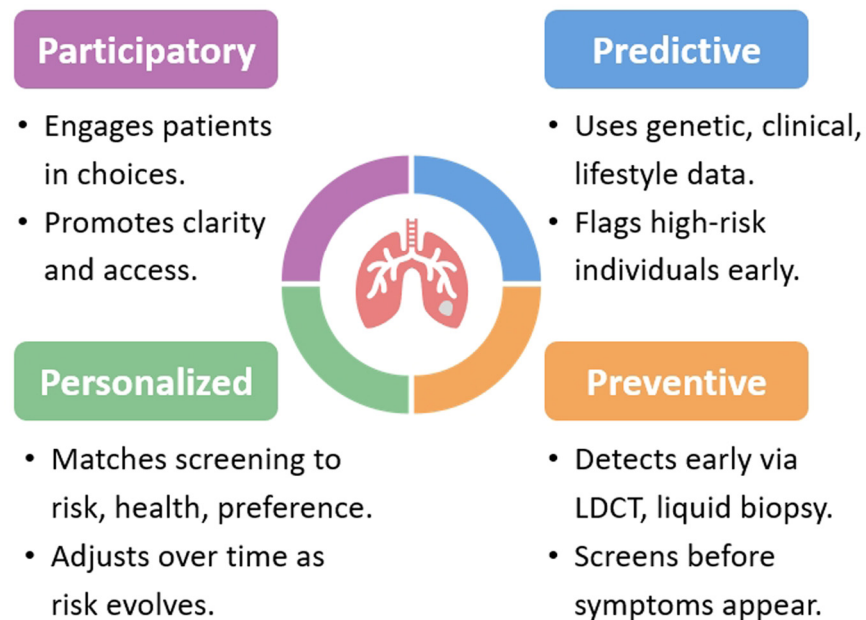 Participatory
• Engages patients
in choices.
• Promotes clarity
and access.
Predictive
• Uses genetic, clinical,
lifestyle data.
• Flags high-risk
individuals early.
Personalized
• Matches screening to
risk, health, preference.
• Adjusts over time as
risk evolves.
Preventive
• Detects early via
LDCT, liquid biopsy.
• Screens before
symptoms appear.